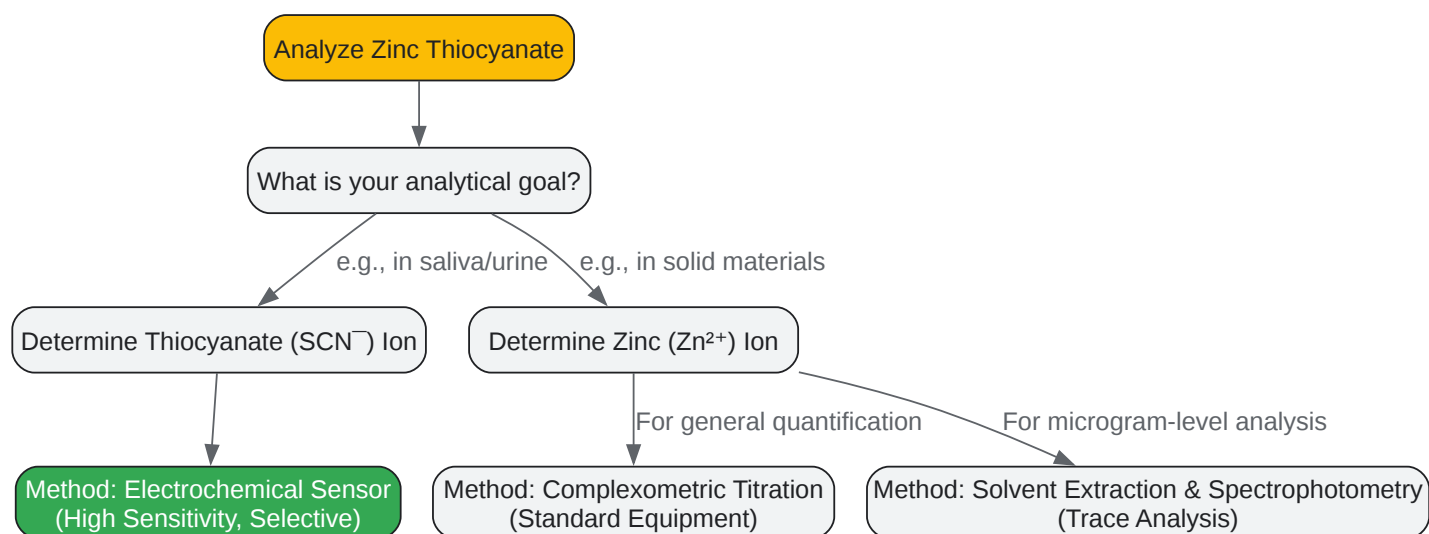 Analyze Zinc Thiocyanate
What is your analytical goal?
e.g., in saliva/urine
e.g., in solid materials
Determine Thiocyanate (SCN¯) Ion
Determine Zinc (Zn²⁺) Ion
For general quantification
For microgram-level analysis
Method: Electrochemical Sensor
(High Sensitivity, Selective)
Method: Complexometric Titration
(Standard Equipment)
Method: Solvent Extraction & Spectrophotometry
(Trace Analysis)